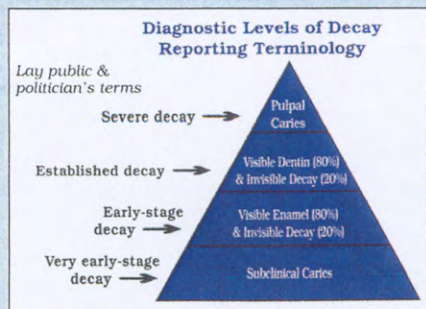 Diagnostic Levels of Decay
Reporting Terminology
Lay public &
politician's terms
Severe decay
Pulpal
Caries
Established decay
Visible Dentin (80%)
& Invisible Decay (20%)
Early-stage
decay
Visible Enamel (80%)
& Invisible Decay (20%)
Very early-stage
decay
Subclinical Caries